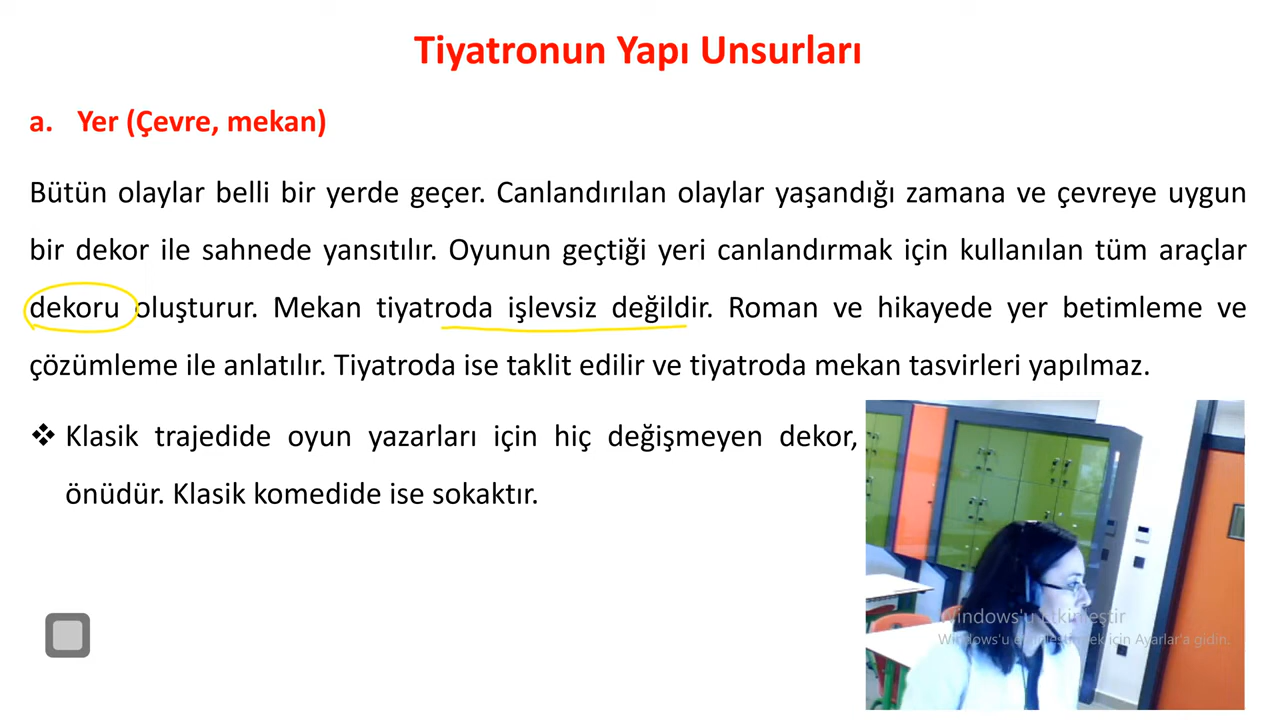 Tiyatronun Yapı Unsurları
a. Yer (Çevre, mekan)
Bütün olaylar belli bir yerde geçer. Canlandırılan olaylar yaşandığı zamana ve çevreye uygun
bir dekor ile sahnede yansıtılır. Oyunun geçtiği yeri canlandırmak için kullanılan tüm araçlar
dekoru oluşturur. Mekan tiyatroda işlevsiz değildir. Roman ve hikayede yer betimleme ve
çözümleme ile anlatılır. Tiyatroda ise taklit edilir ve tiyatroda mekan tasvirleri yapılmaz.
❖ Klasik trajedide oyun yazarları için hiç değişmeyen dekor,
önüdür. Klasik komedide ise sokaktır.
Windows'u Etkinleştir
Windows'u etkinleştirmek için Ayarlar'a gidin.